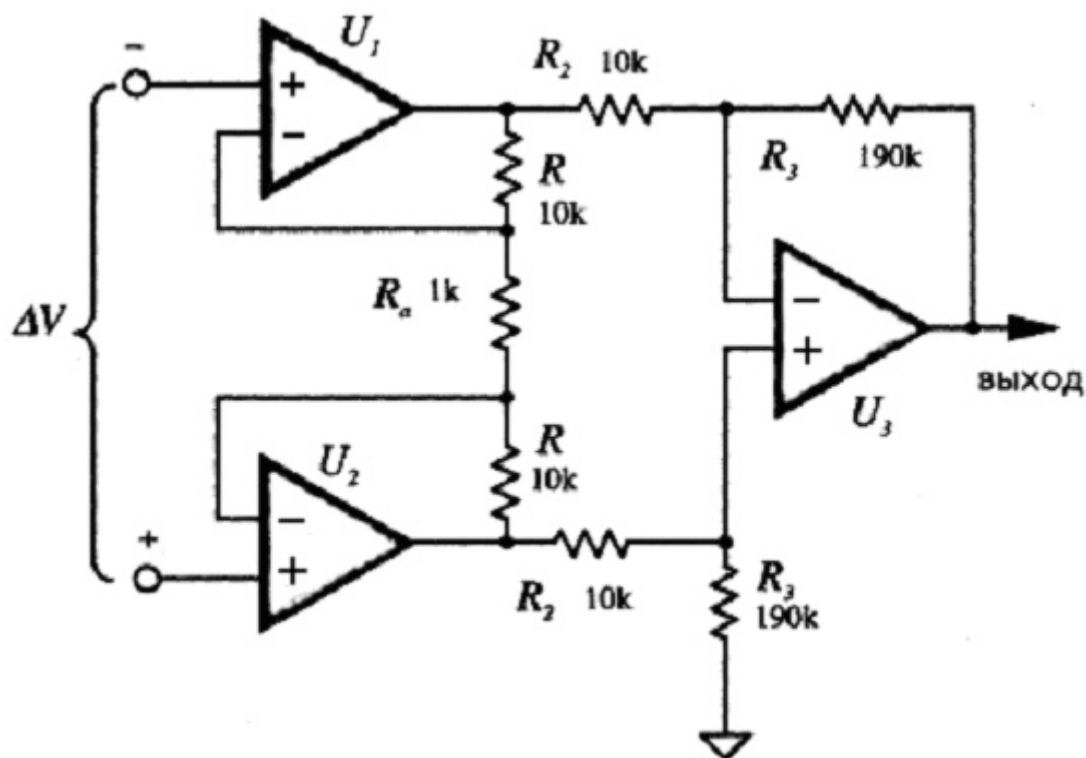 U₁
R₂ 10k
R₃ 190k
R
10k
Rₐ 1k
ΔV
выход
U₃
U₂
R
10k
R₂ 10k
R₃
190k
− + − − + − + +